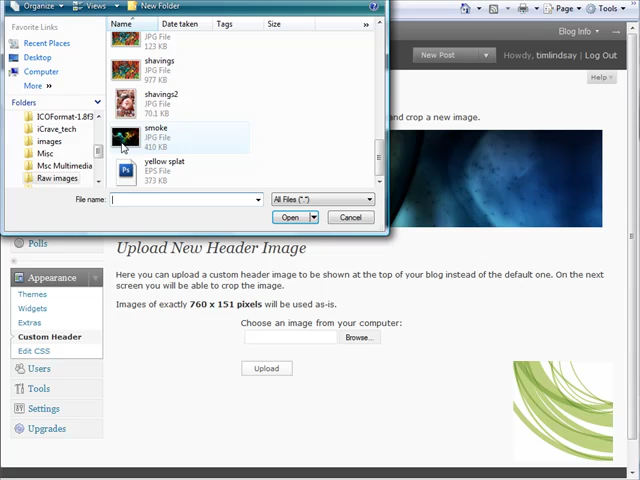 Organize
Views
New Folder
Page
Tools
Favorite Links
Recent Places
Desktop
Computer
More »
Folders
ICOFormat-1.8f3
iCrave_tech
images
Misc
Msc Multimedia
Raw images
Name
Date taken
Tags
Size
»
JPG File
123 KB
shavings
JPG File
977 KB
shavings2
JPG File
70.1 KB
smoke
JPG File
410 KB
Ps
yellow splat
EPS File
373 KB
File name:
All Files (*.*)
Open
Cancel
Blog Info
New Post
Howdy, timlindsay | Log Out
Help
and crop a new image.
Polls
Appearance
Themes
Widgets
Extras
Custom Header
Edit CSS
Users
Tools
Settings
Upgrades
Upload New Header Image
Here you can upload a custom header image to be shown at the top of your blog instead of the default one. On the next
screen you will be able to crop the image.
Images of exactly 760 x 151 pixels will be used as-is.
Choose an image from your computer:
Browse...
Upload